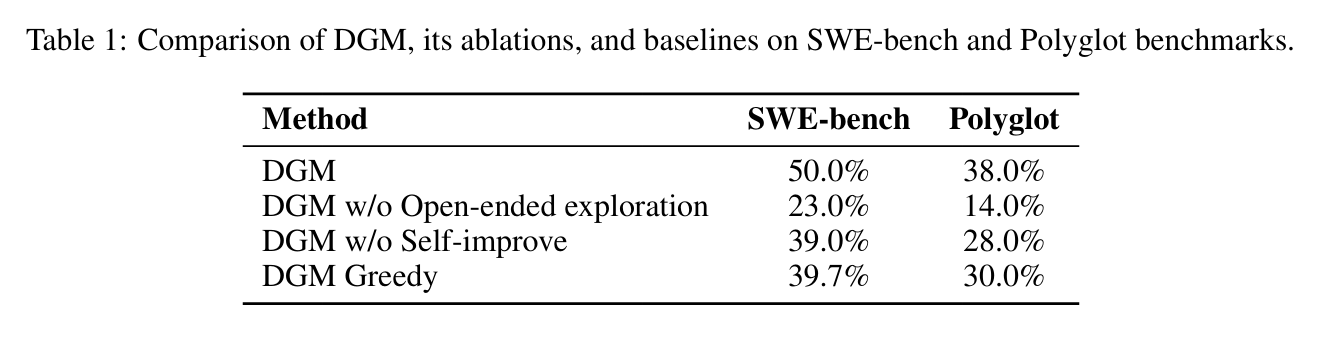 Table 1: Comparison of DGM, its ablations, and baselines on SWE-bench and Polyglot benchmarks.
Method SWE-bench Polyglot
DGM 50.0% 38.0%
DGM w/o Open-ended exploration 23.0% 14.0%
DGM w/o Self-improve 39.0% 28.0%
DGM Greedy 39.7% 30.0%